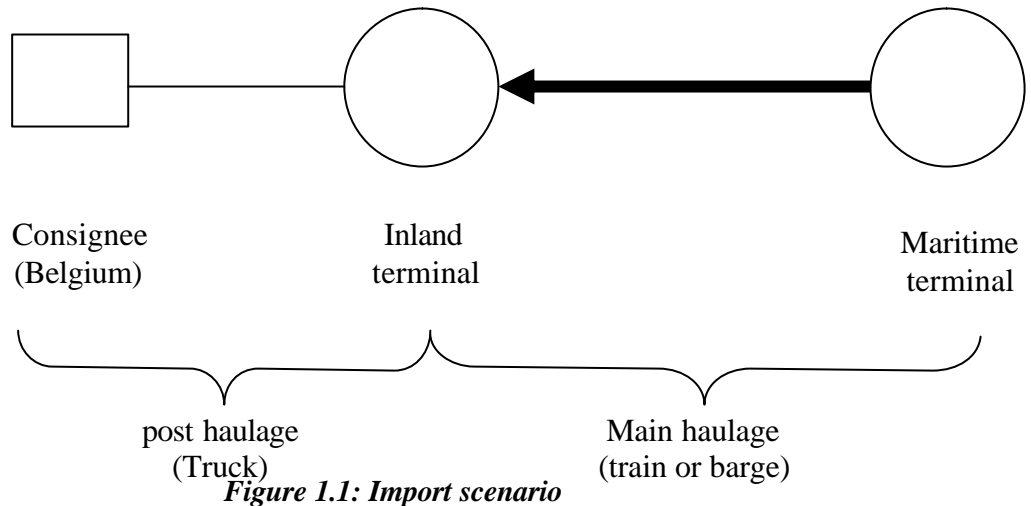 Consignee
(Belgium)
Inland
terminal
Maritime
terminal
post haulage
(Truck)
Main haulage
(train or barge)
Figure 1.1: Import scenario